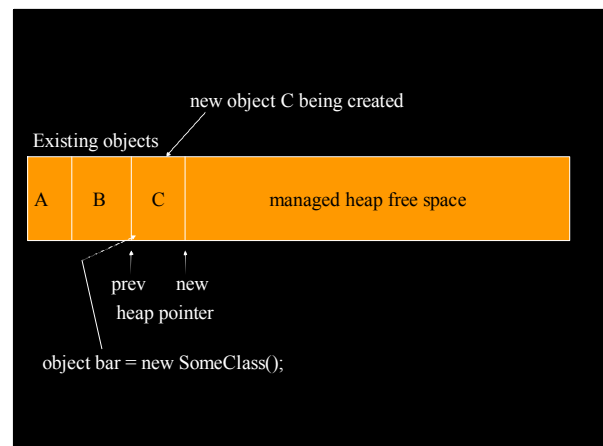 new object C being created
Existing objects
A B C managed heap free space
prev new
heap pointer
object bar = new SomeClass();